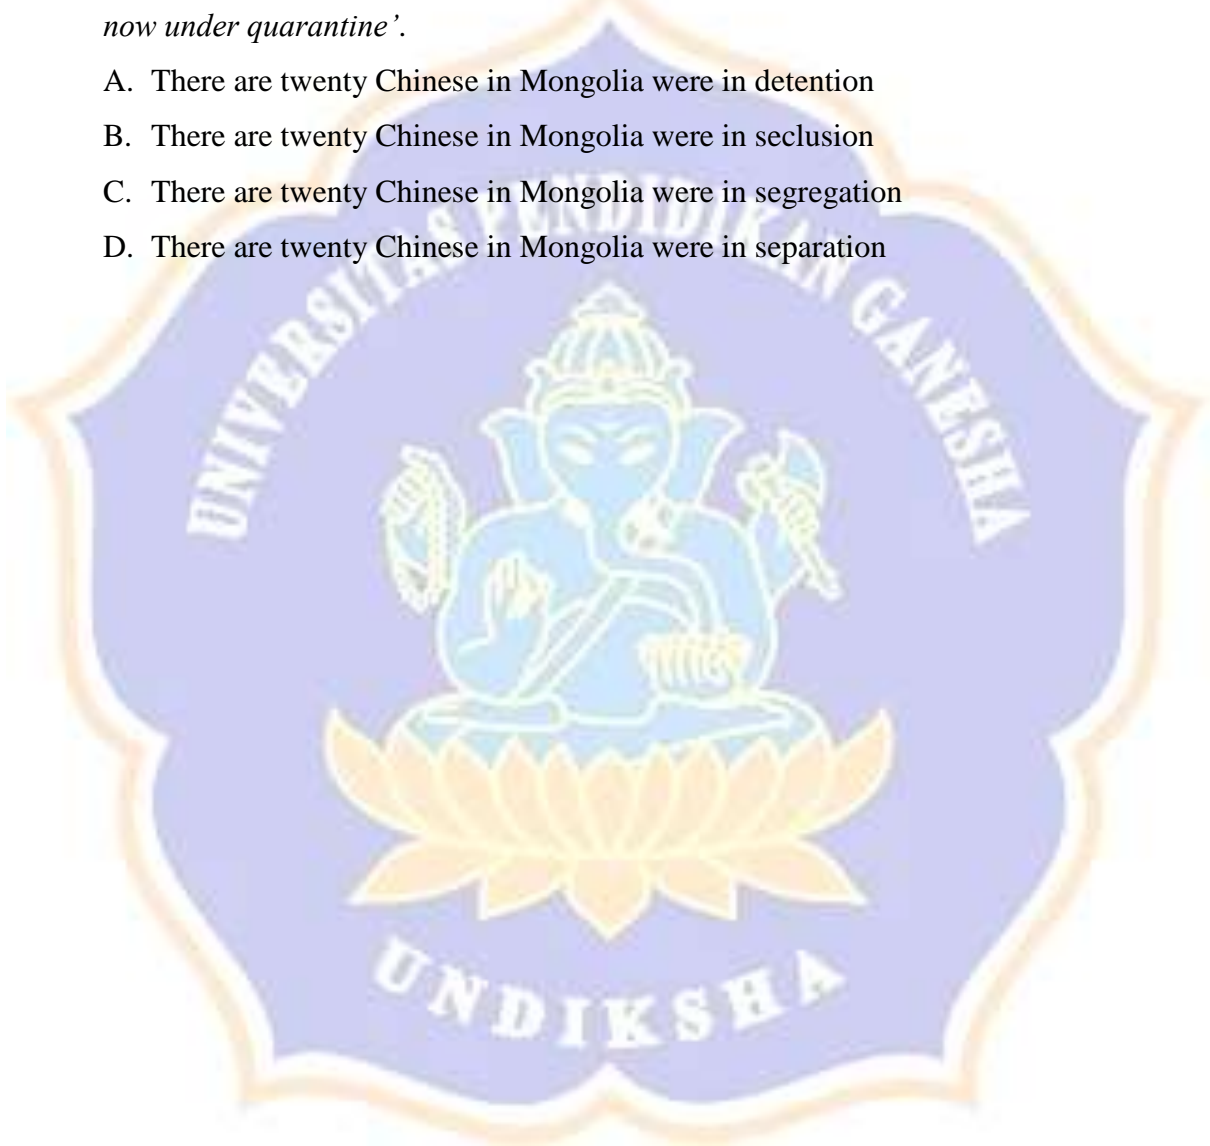 now under quarantine’.
A. There are twenty Chinese in Mongolia were in detention
B. There are twenty Chinese in Mongolia were in seclusion
C. There are twenty Chinese in Mongolia were in segregation
D. There are twenty Chinese in Mongolia were in separation
UNIVERSITAS PENDIDIKAN GANESHA
UNDIKSHA